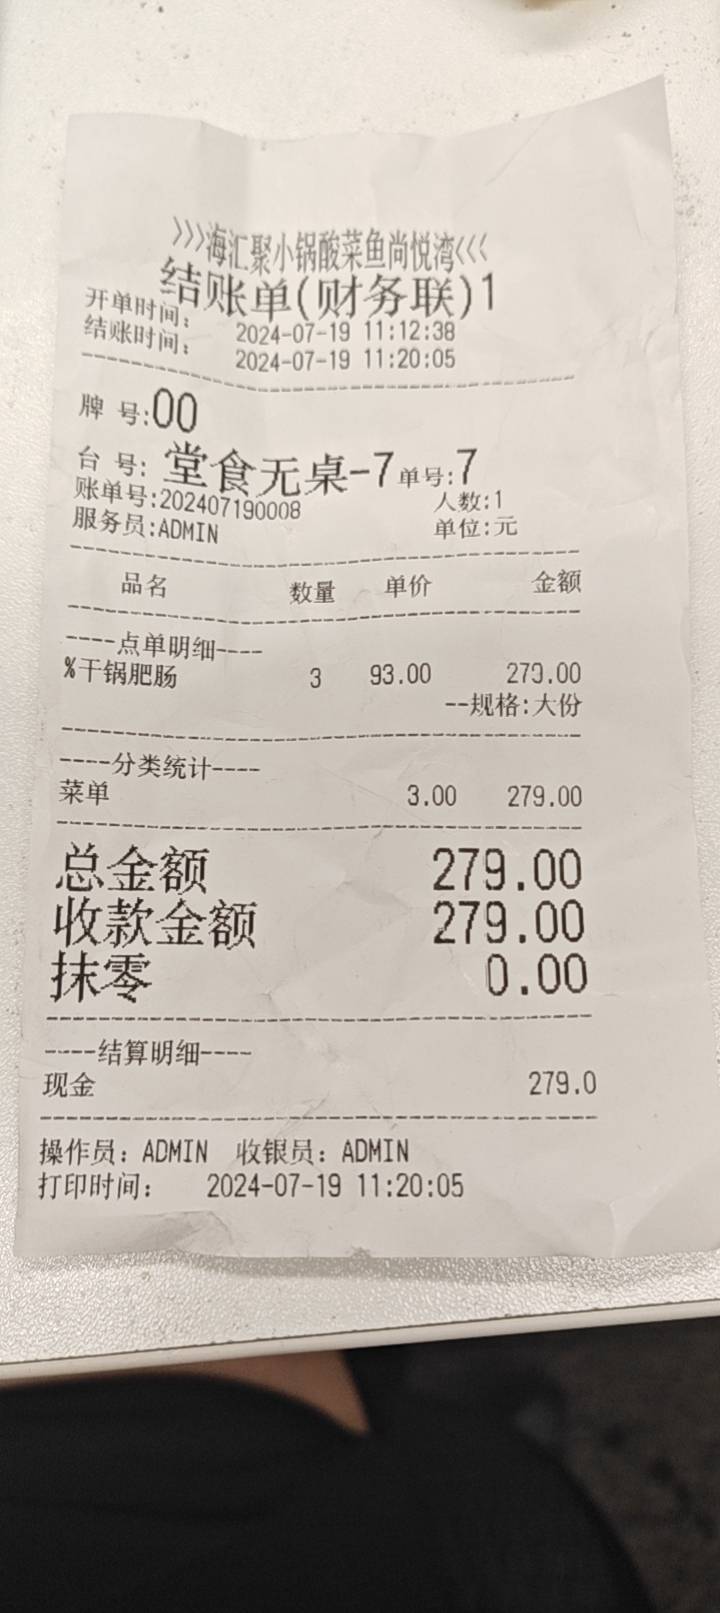 >>>海汇聚小锅酸菜鱼尚悦湾<<<
结账单(财务联)1
开单时间: 2024-07-19 11:12:38
结账时间: 2024-07-19 11:20:05
牌 号:00
台 号: 堂食无桌-7 单号:7
账单号:202407190008 人数:1
服务员:ADMIN 单位:元
品名 数量 单价 金额
----点单明细----
%干锅肥肠 3 93.00 279.00
--规格:大份
----分类统计----
菜单 3.00 279.00
总金额 279.00
收款金额 279.00
抹零 0.00
----结算明细----
现金 279.0
操作员: ADMIN 收银员: ADMIN
打印时间: 2024-07-19 11:20:05